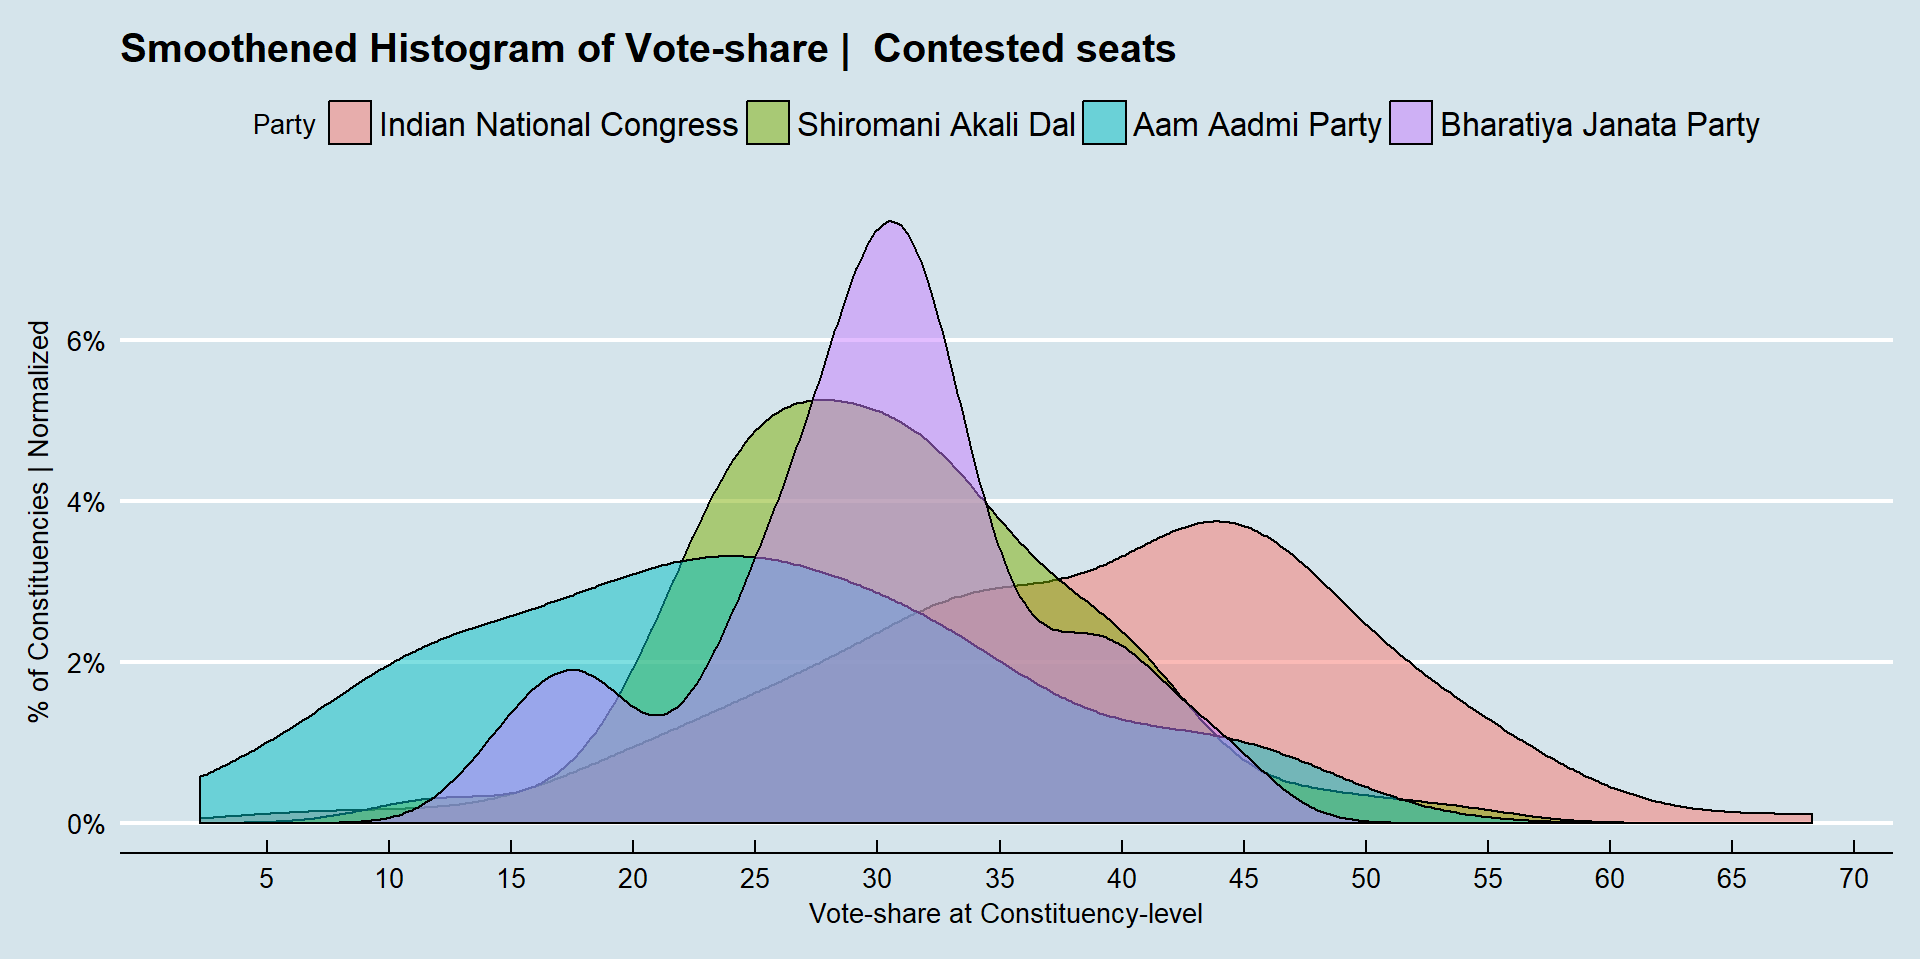 Smoothened Histogram of Vote-share |  Contested seats
Party Indian National Congress Shiromani Akali Dal Aam Aadmi Party Bharatiya Janata Party
% of Constituencies | Normalized
6%
4%
2%
0%
5 10 15 20 25 30 35 40 45 50 55 60 65 70
Vote-share at Constituency-level